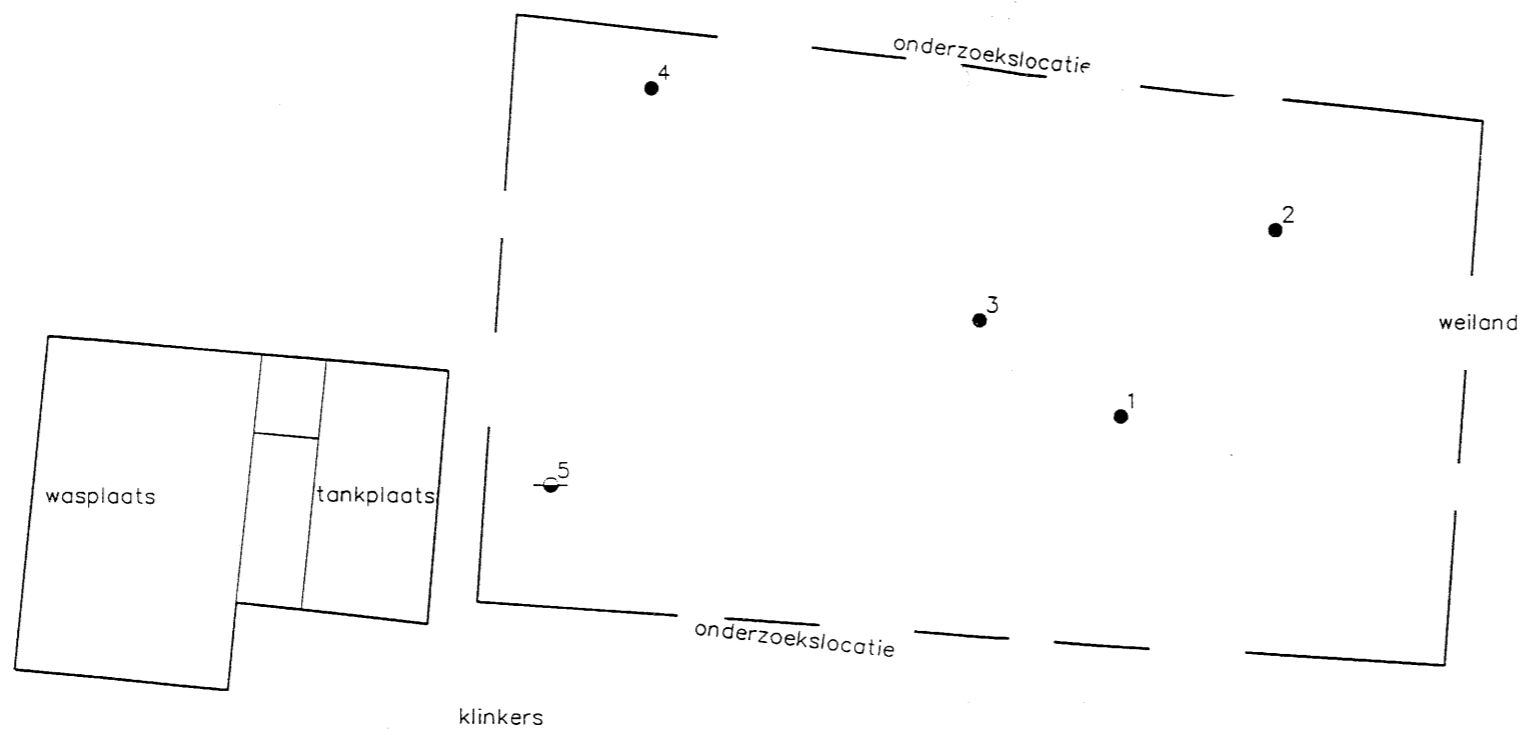 onderzoekslocatie
4
2
3
weiland
1
5
wasplaats
tankplaats
onderzoekslocatie
klinkers